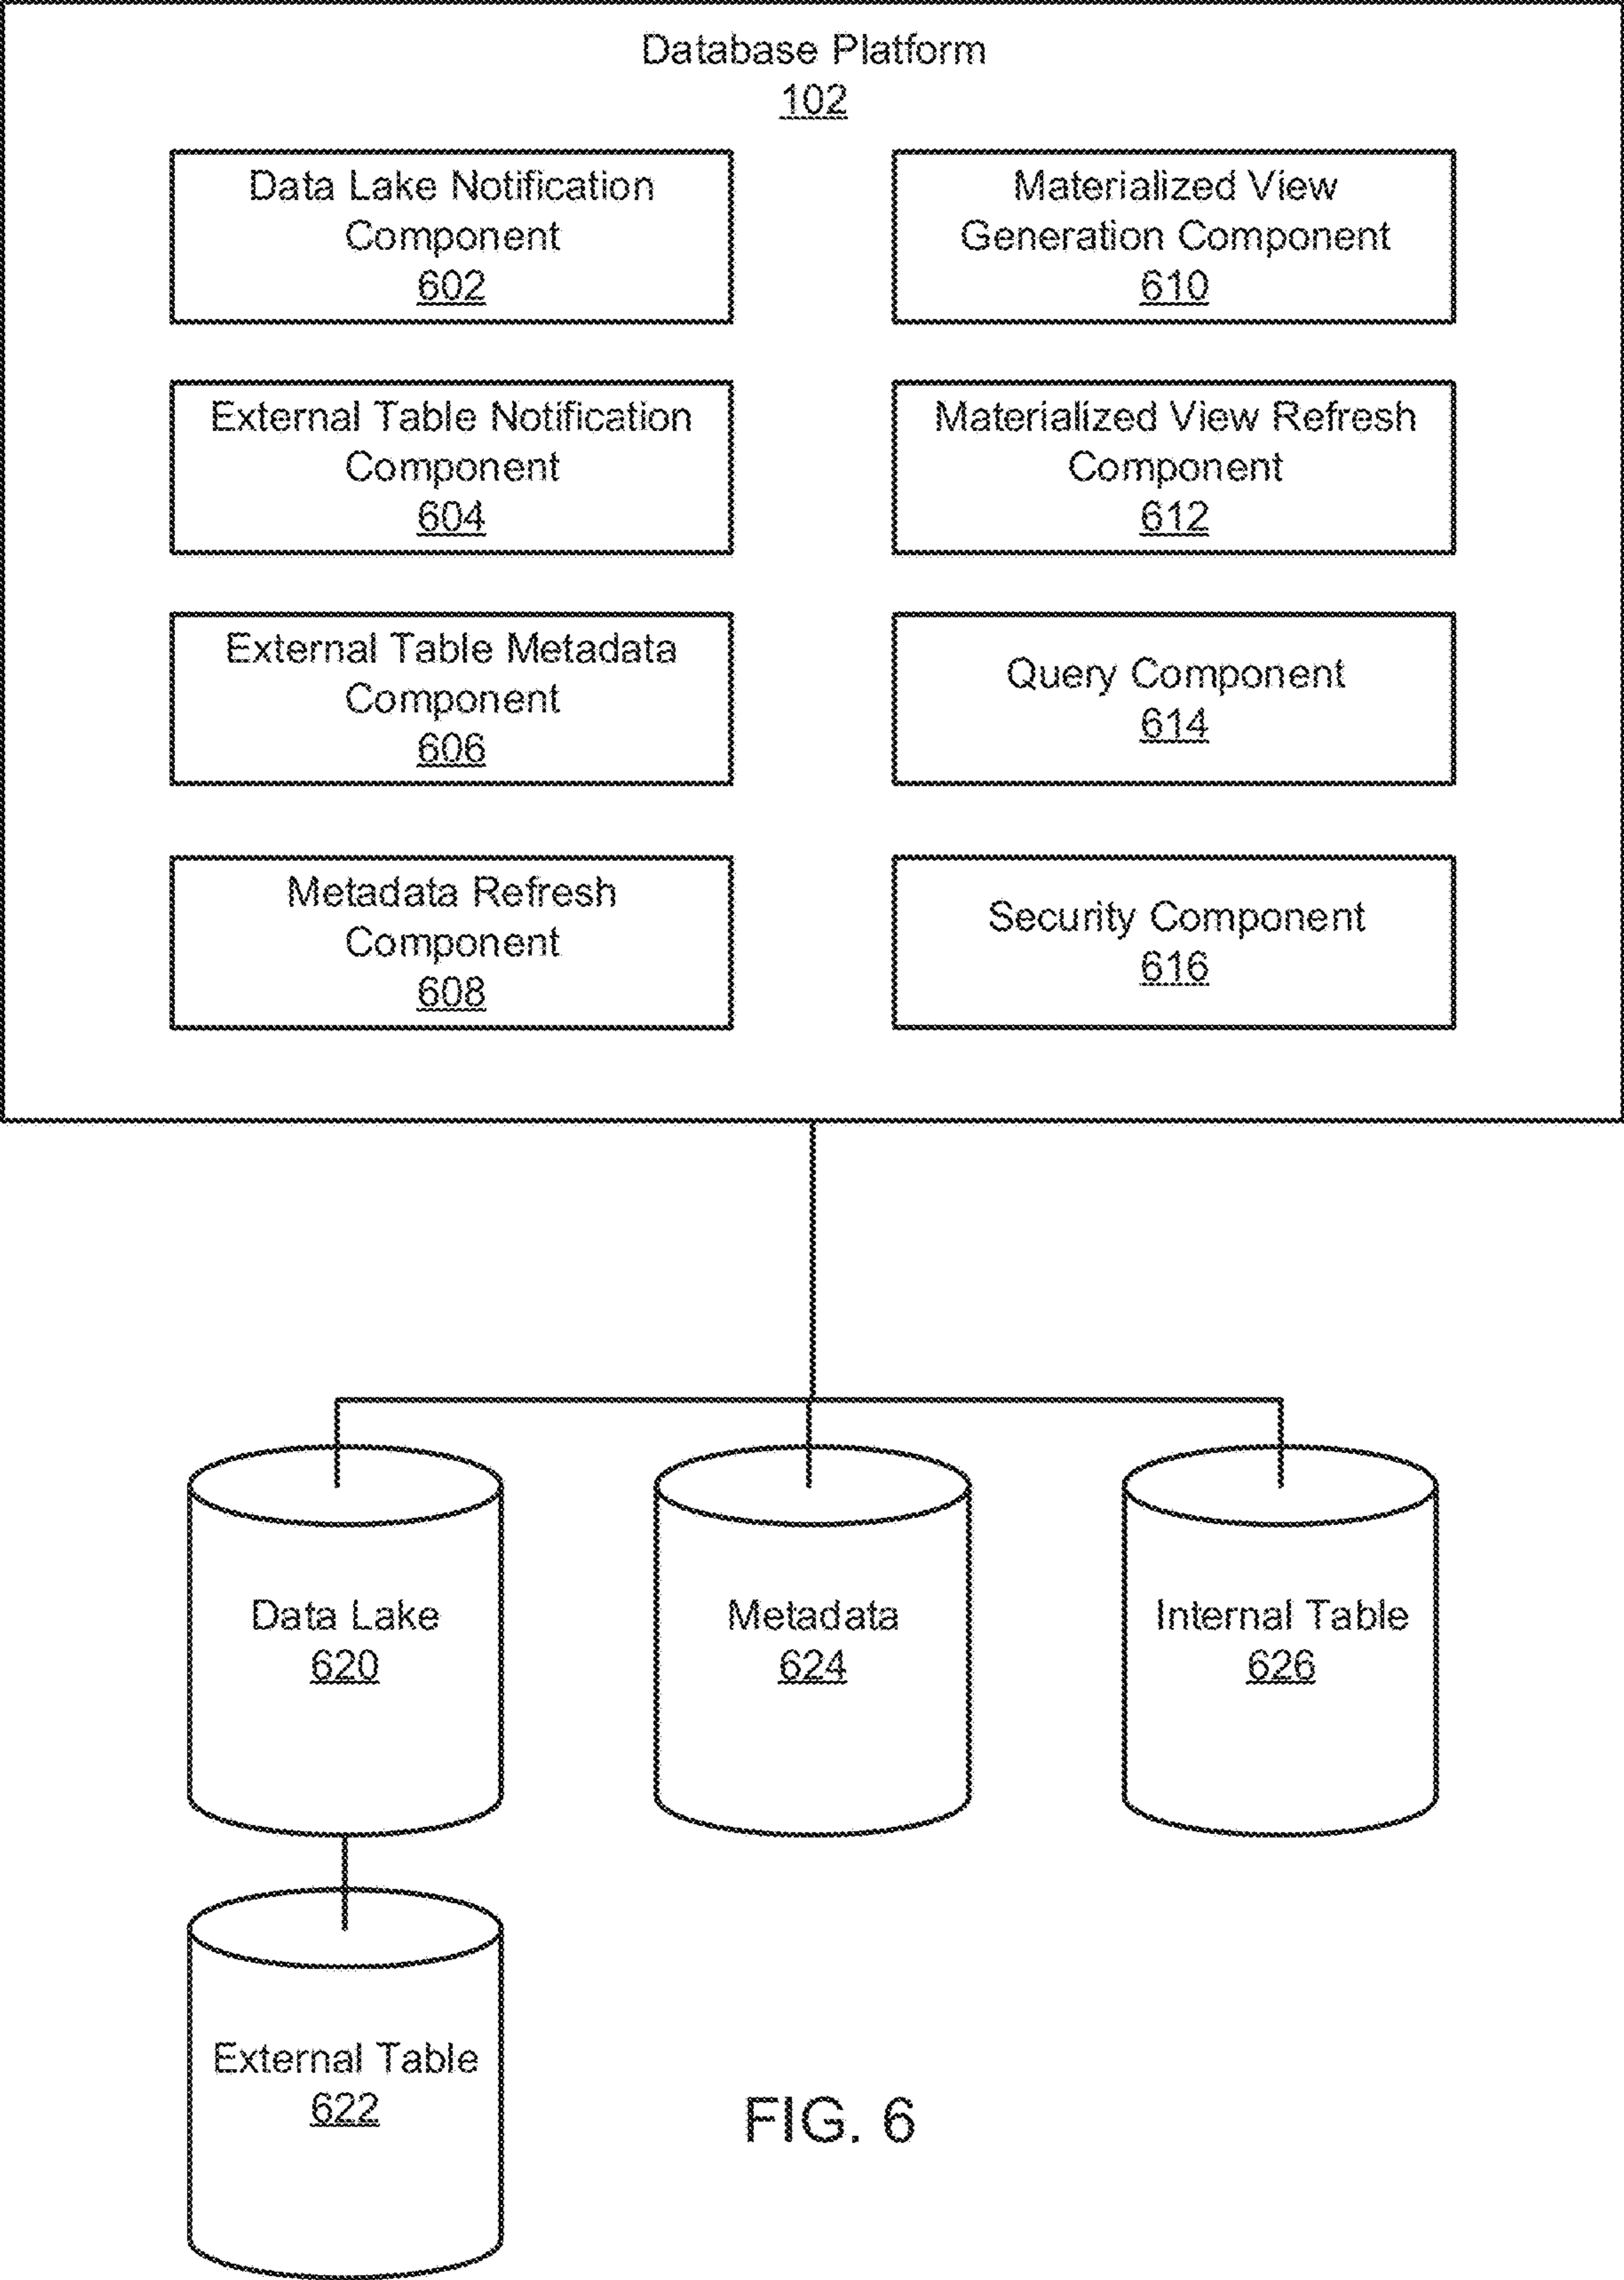 Database Platform
102
Data Lake Notification
Component
602
Materialized View
Generation Component
610
External Table Notification
Component
604
Materialized View Refresh
Component
612
External Table Metadata
Component
606
Query Component
614
Metadata Refresh
Component
608
Security Component
616
Data Lake
620
Metadata
624
Internal Table
626
External Table
622
FIG. 6